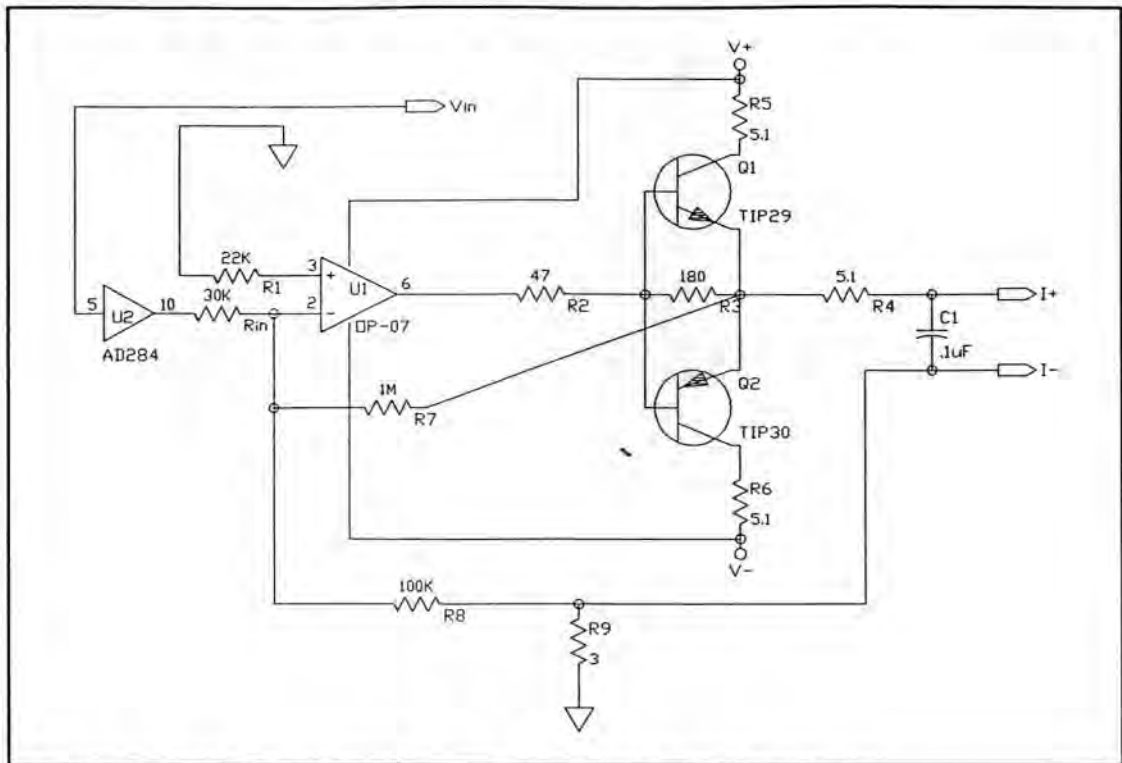 V+
R5
5.1
Vin
Q1
TIP29
22K
3
+
U1
6
R1
47
180
5.1
I+
5
U2
10
30K
2
-
R2
R3
R4
C1
Rin
OP-07
.1uF
AD284
I-
1M
Q2
R7
TIP30
R6
5.1
V-
100K
R8
R9
3